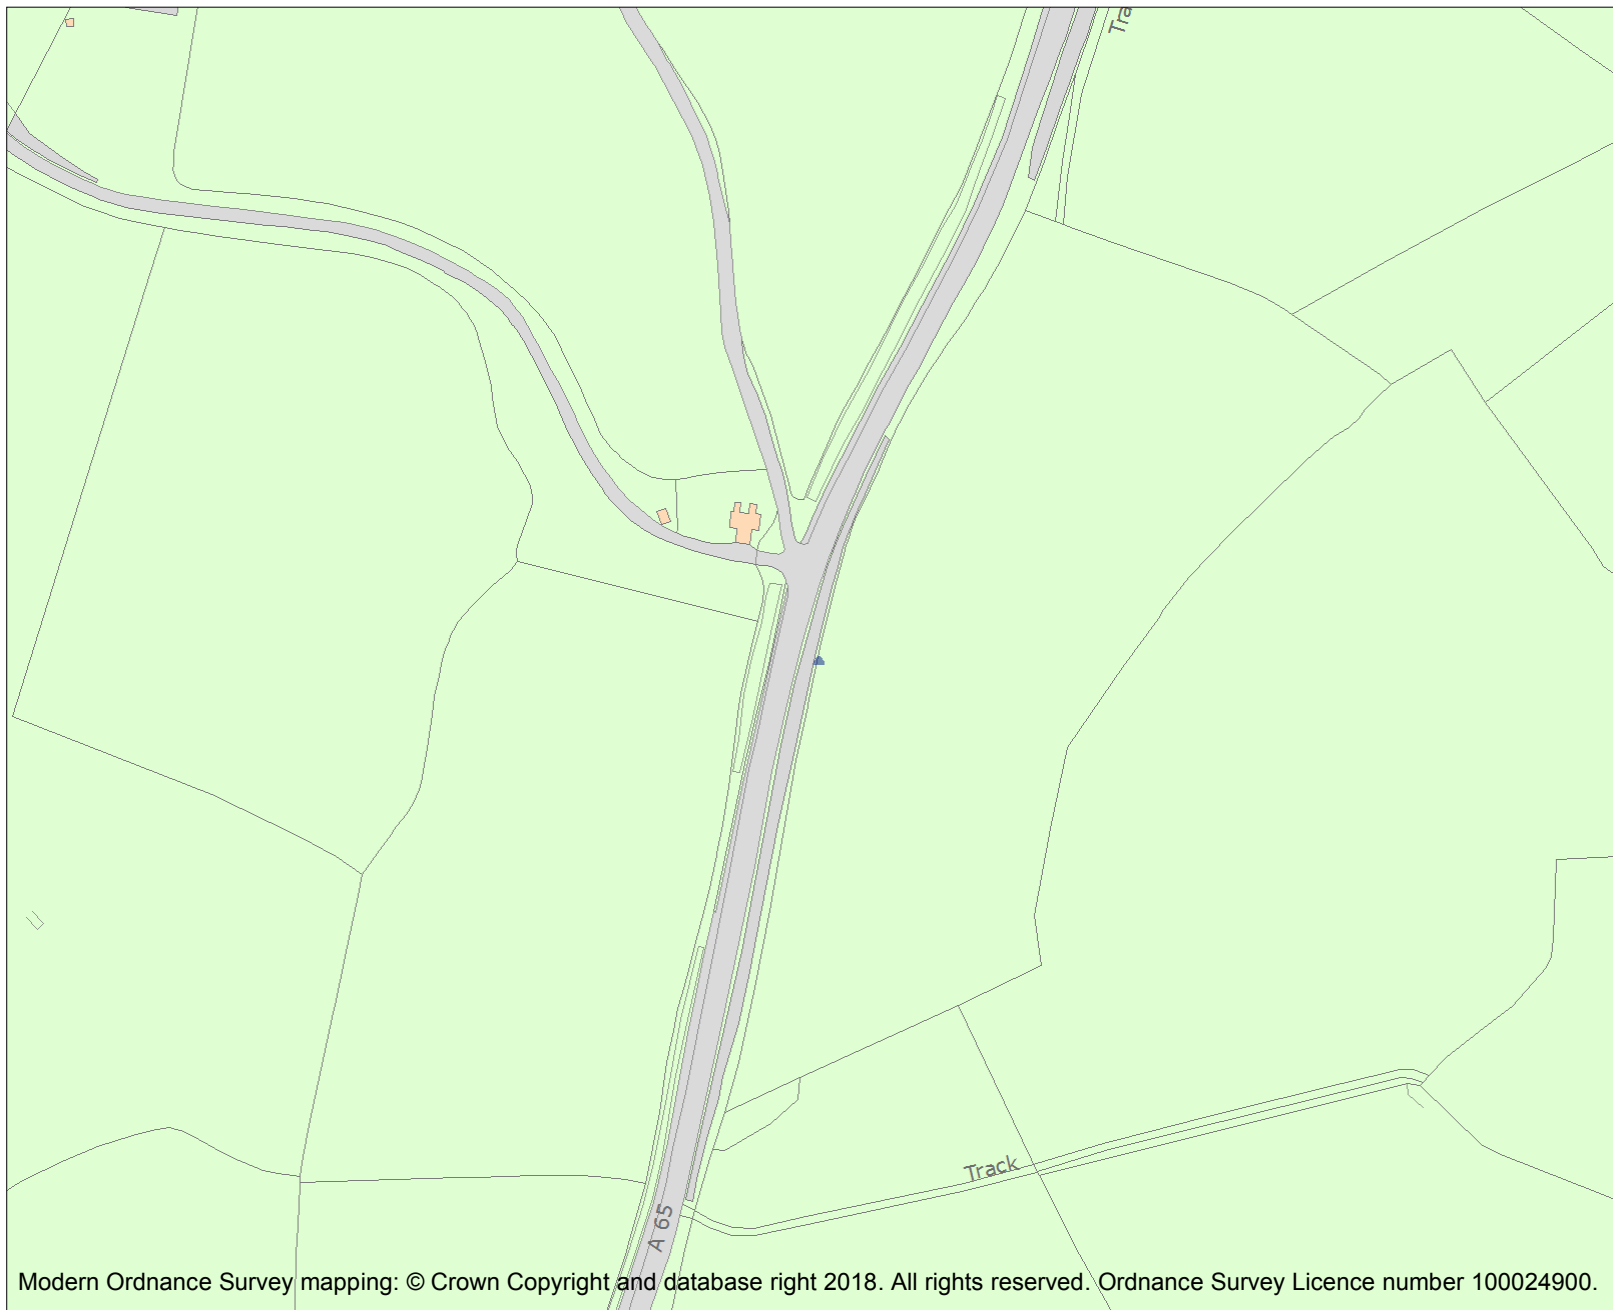 Tra
Track
A 65
Modern Ordnance Survey mapping: © Crown Copyright and database right 2018. All rights reserved. Ordnance Survey Licence number 100024900.